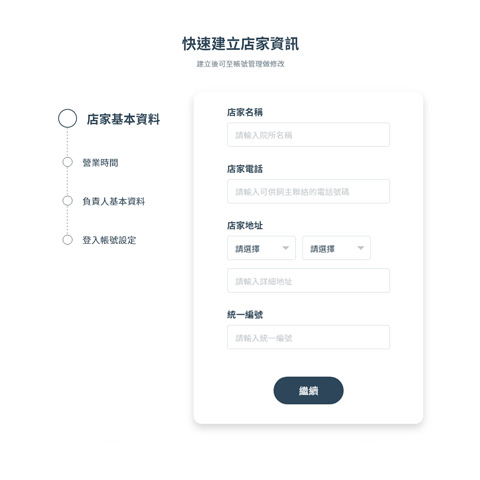 快速建立店家資訊
建立後可至帳號管理做修改
店家基本資料
營業時間
負責人基本資料
登入帳號設定
店家名稱
請輸入院所名稱
店家電話
請輸入可供飼主聯絡的電話號碼
店家地址
請選擇 請選擇
請輸入詳細地址
統一編號
請輸入統一編號
繼續